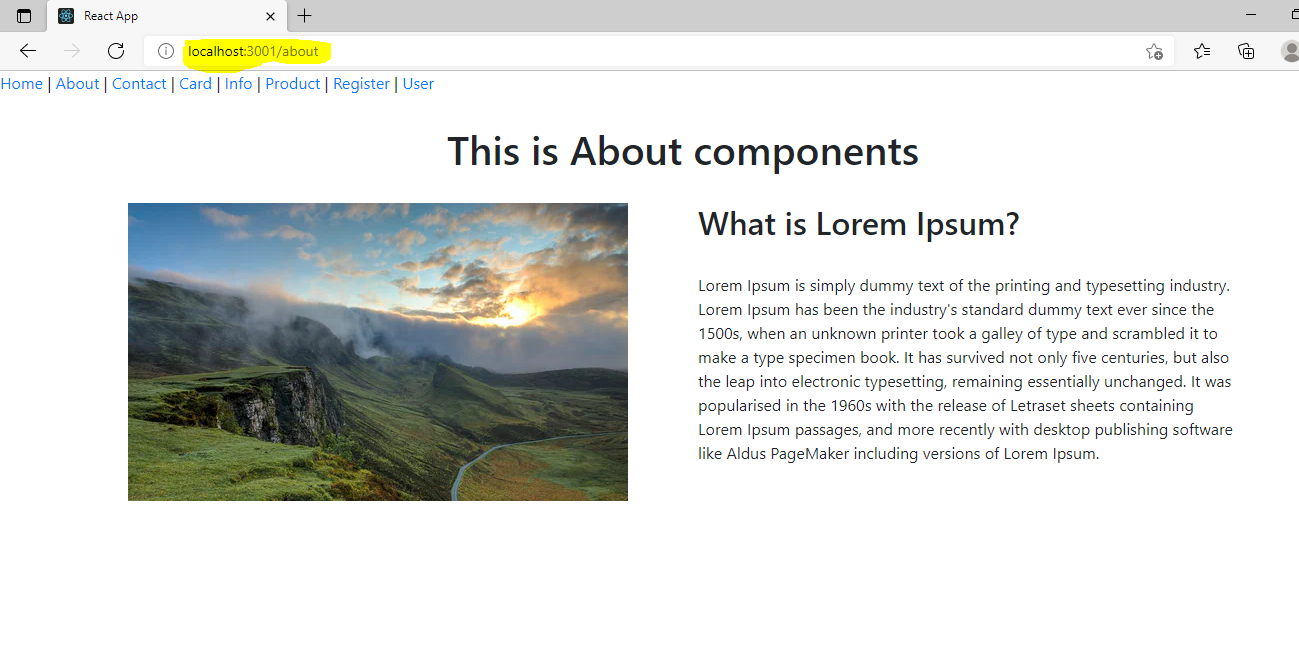 React App
localhost:3001/about
Home | About | Contact | Card | Info | Product | Register | User
This is About components
What is Lorem Ipsum?
Lorem Ipsum is simply dummy text of the printing and typesetting industry.
Lorem Ipsum has been the industry's standard dummy text ever since the
1500s, when an unknown printer took a galley of type and scrambled it to
make a type specimen book. It has survived not only five centuries, but also
the leap into electronic typesetting, remaining essentially unchanged. It was
popularised in the 1960s with the release of Letraset sheets containing
Lorem Ipsum passages, and more recently with desktop publishing software
like Aldus PageMaker including versions of Lorem Ipsum.